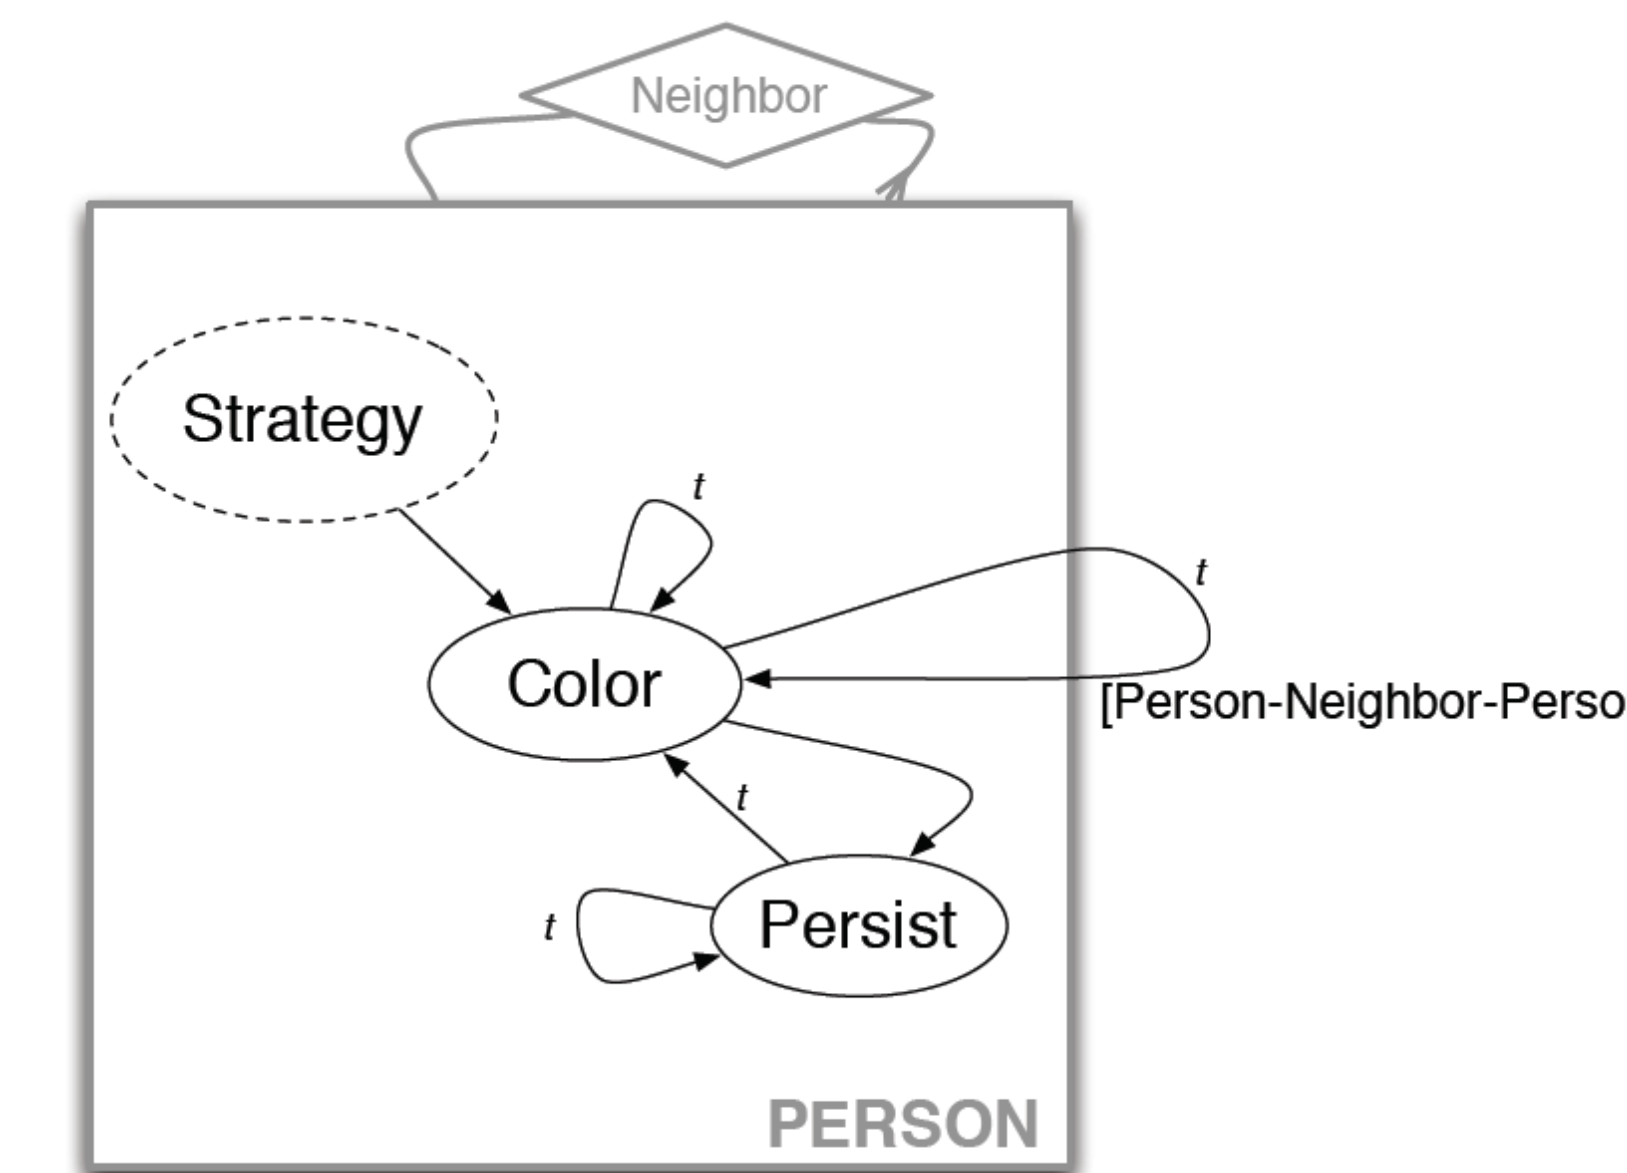 Neighbor
Strategy
t
t
Color
[Person-Neighbor-Perso
t
t
Persist
PERSON